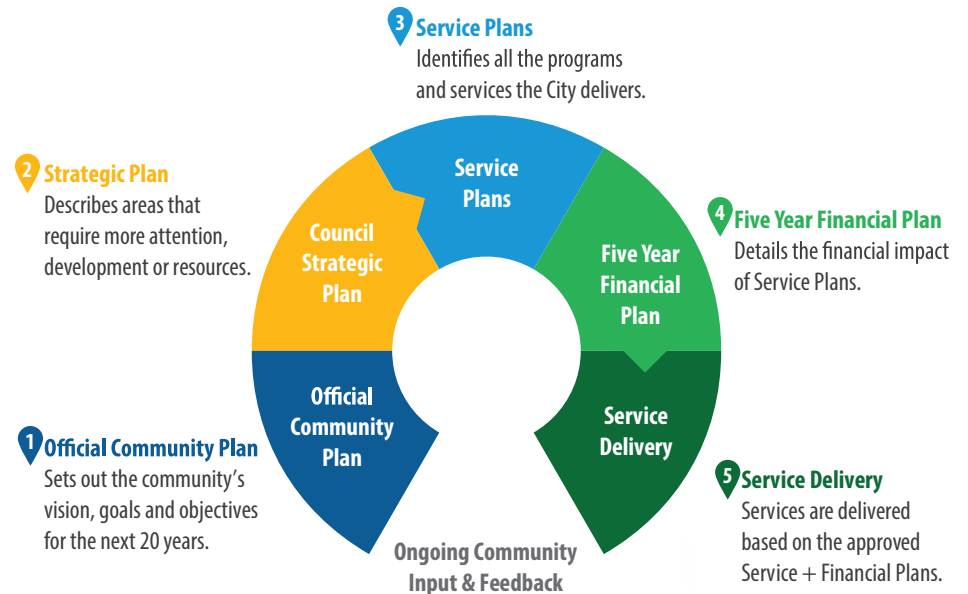 3 Service Plans
Identifies all the programs
and services the City delivers.
2 Strategic Plan
Describes areas that
require more attention,
development or resources.
4 Five Year Financial Plan
Details the financial impact
of Service Plans.
1 Official Community Plan
Sets out the community's
vision, goals and objectives
for the next 20 years.
5 Service Delivery
Services are delivered
based on the approved
Service + Financial Plans.
Official
Community
Plan
Council
Strategic
Plan
Service
Plans
Five Year
Financial
Plan
Service
Delivery
Ongoing Community
Input & Feedback